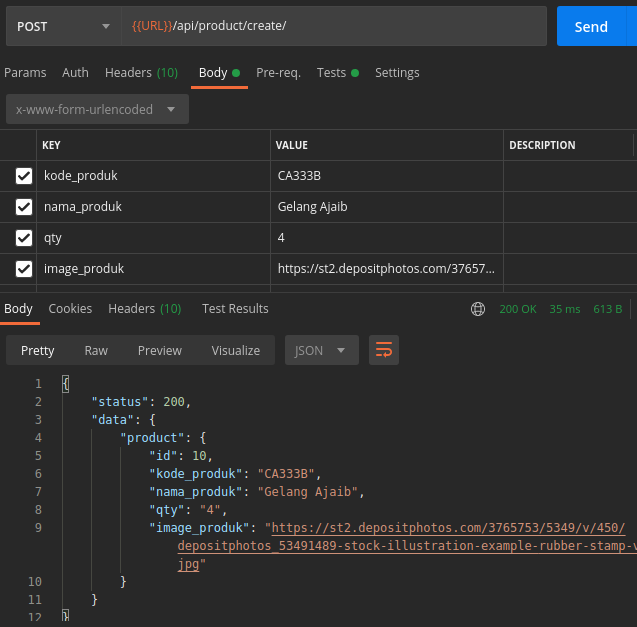 POST {{URL}}/api/product/create/ Send
Params Auth Headers (10) Body Pre-req. Tests Settings
x-www-form-urlencoded
KEY VALUE DESCRIPTION
kode_produk CA333B
nama_produk Gelang Ajaib
qty 4
image_produk https://st2.depositphotos.com/37657...
Body Cookies Headers (10) Test Results 200 OK 35 ms 613 B
Pretty Raw Preview Visualize JSON
1 {
2 "status": 200,
3 "data": {
4 "product": {
5 "id": 10,
6 "kode_produk": "CA333B",
7 "nama_produk": "Gelang Ajaib",
8 "qty": "4",
9 "image_produk": "https://st2.depositphotos.com/3765753/5349/v/450/
depositphotos_53491489-stock-illustration-example-rubber-stamp-v
jpg"
10 }
11 }
12 }